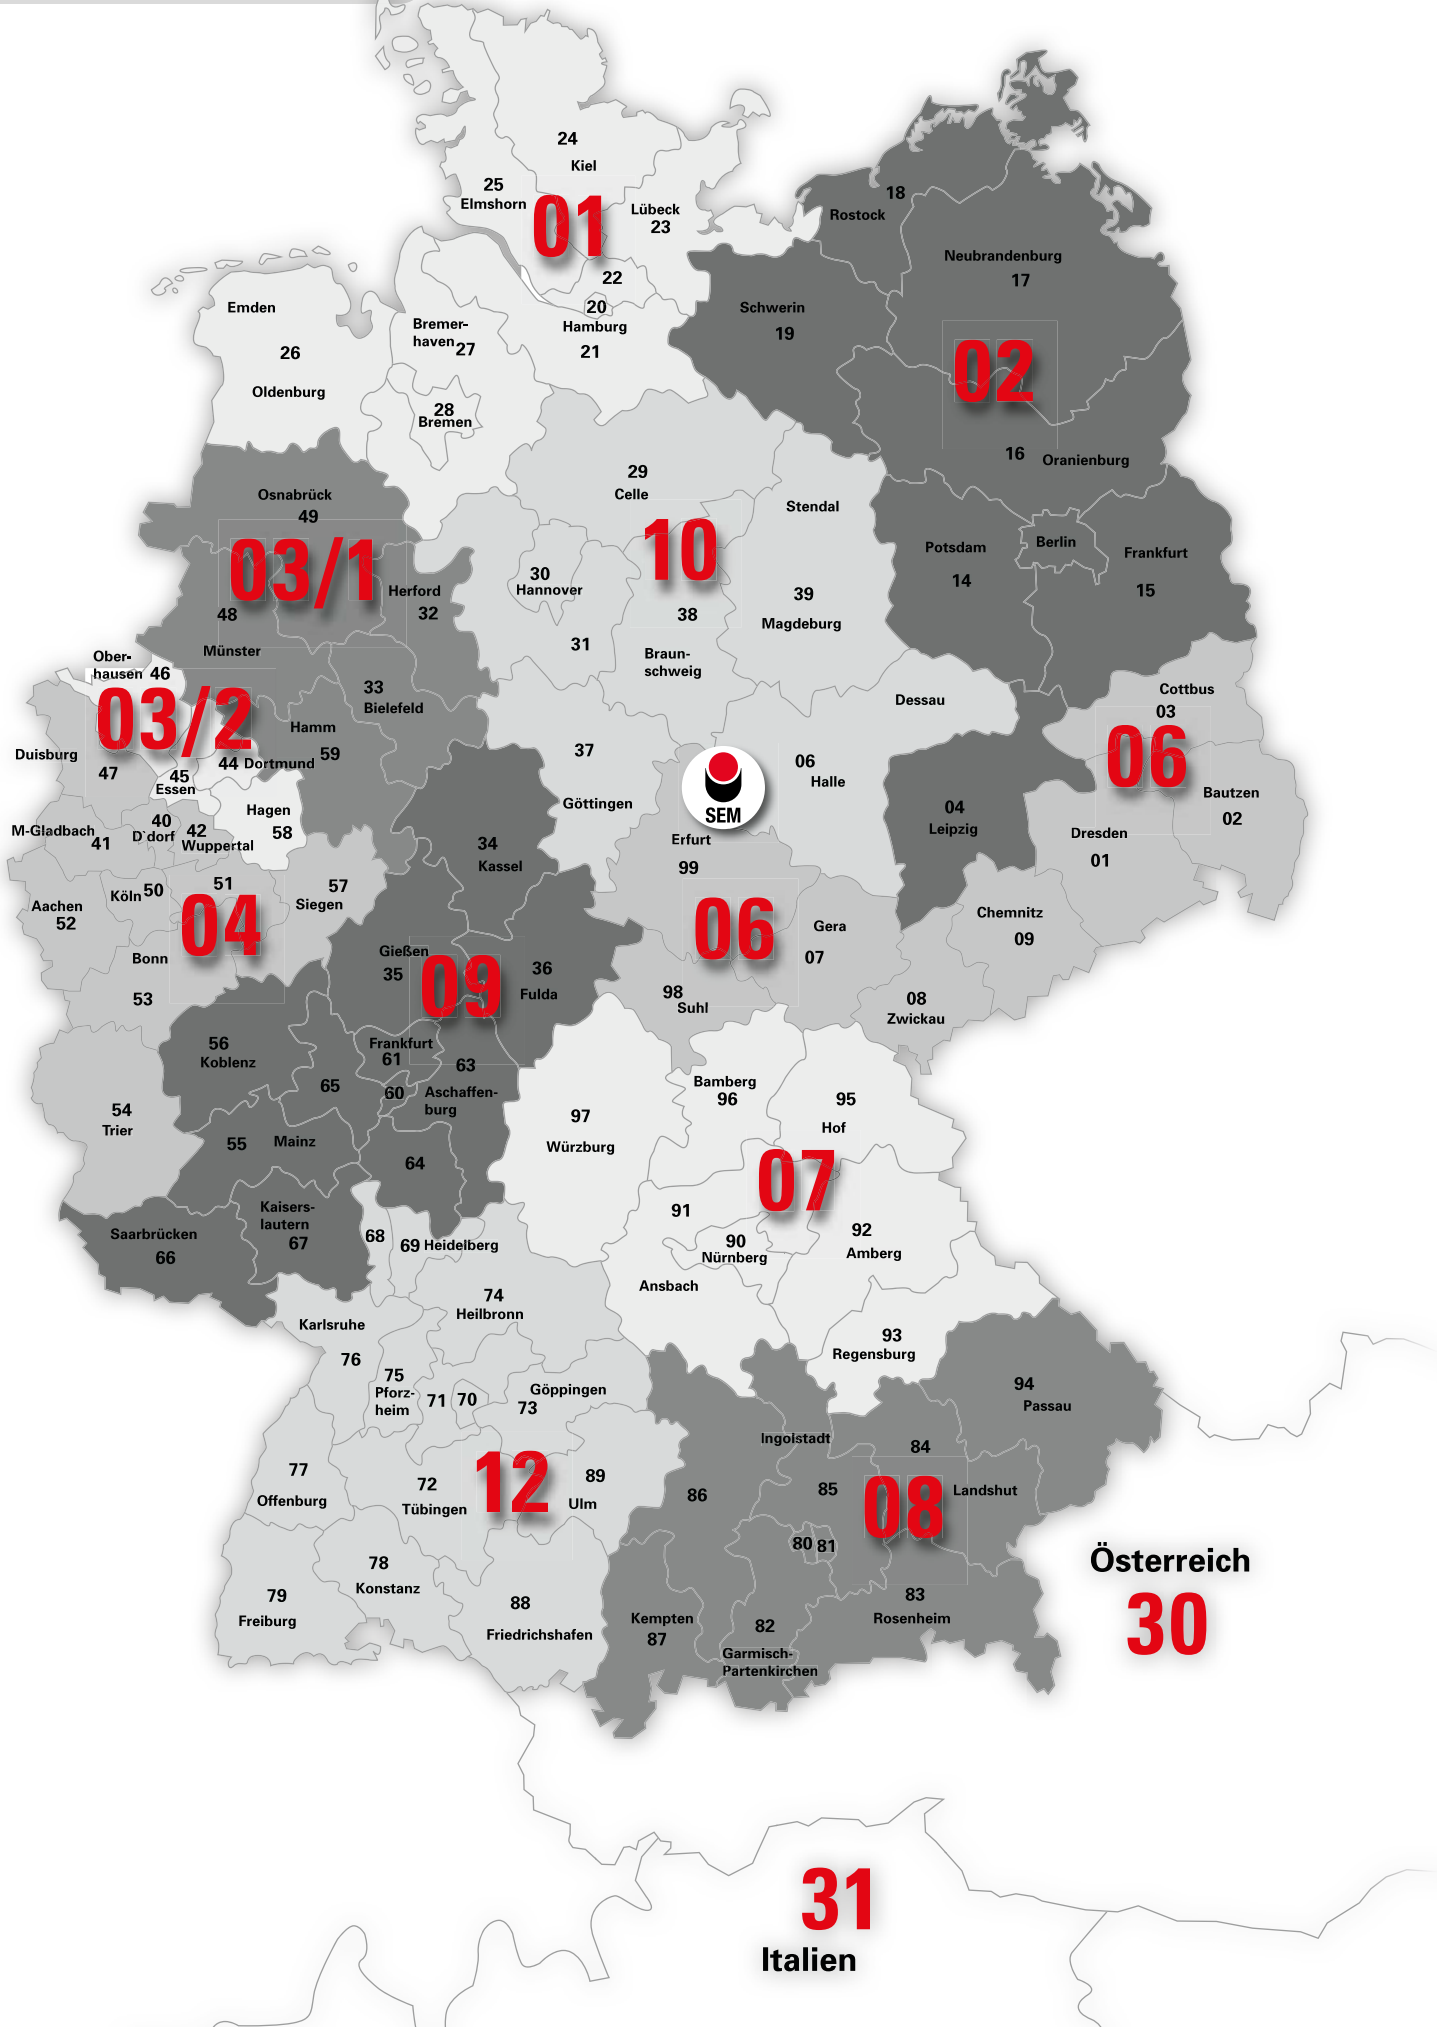 24
Kiel
25
Elmshorn
01
Lübeck
23
22
20
Hamburg
21
18
Rostock
Neubrandenburg
17
Schwerin
19
02
16
Oranienburg
Emden
26
Oldenburg
Bremer-
haven
27
28
Bremen
29
Celle
Stendal
Osnabrück
49
03/1
Herford
32
48
Münster
10
30
Hannover
31
38
Braun-
schweig
39
Magdeburg
Potsdam
14
Berlin
Frankfurt
15
Ober-
hausen
46
03/2
33
Bielefeld
Hamm
59
Duisburg
47
44
Dortmund
45
Essen
Hagen
58
40
D`dorf
42
Wuppertal
M-Gladbach
41
37
Göttingen
SEM
06
Halle
Dessau
Cottbus
03
06
Bautzen
02
Dresden
01
04
Leipzig
Erfurt
99
34
Kassel
Aachen
52
Köln
50
51
04
57
Siegen
Bonn
53
Gießen
35
09
36
Fulda
06
Gera
07
98
Suhl
Chemnitz
09
08
Zwickau
56
Koblenz
Frankfurt
61
63
65
60
Aschaffen-
burg
54
Trier
55
Mainz
64
97
Würzburg
Bamberg
96
95
Hof
07
91
90
Nürnberg
92
Amberg
Ansbach
93
Regensburg
Saarbrücken
66
Kaisers-
lautern
67
68
69
Heidelberg
74
Heilbronn
Karlsruhe
76
75
Pforz-
heim
71
70
Göppingen
73
94
Passau
Ingolstadt
84
77
Offenburg
72
Tübingen
12
89
Ulm
86
85
08
Landshut
80
81
78
Konstanz
79
Freiburg
88
Friedrichshafen
Kempten
87
82
Garmisch-
Partenkirchen
83
Rosenheim
Österreich
30
31
Italien